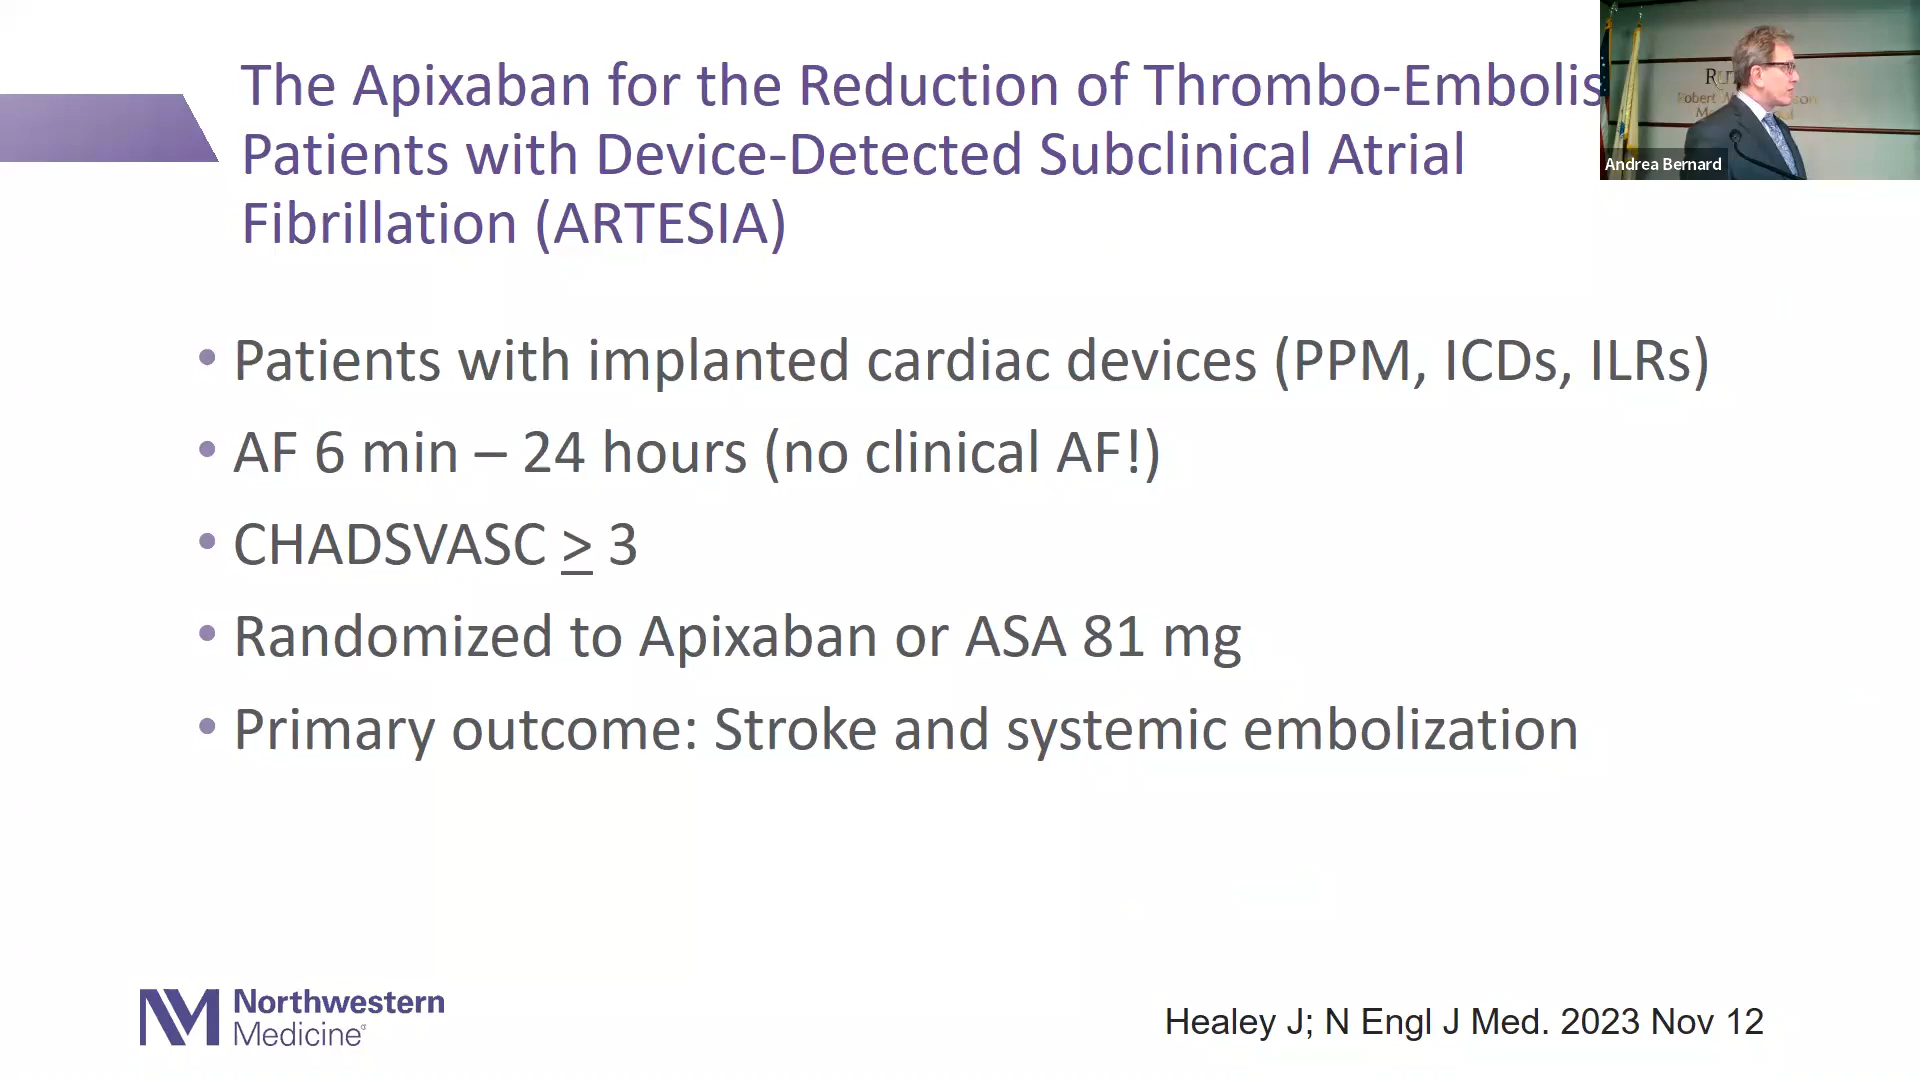 The Apixaban for the Reduction of Thrombo-Embolis
Patients with Device-Detected Subclinical Atrial
Fibrillation (ARTESIA)
Andrea Bernard
• Patients with implanted cardiac devices (PPM, ICDs, ILRs)
• AF 6 min – 24 hours (no clinical AF!)
• CHADSVASC ≥ 3
• Randomized to Apixaban or ASA 81 mg
• Primary outcome: Stroke and systemic embolization
NM Northwestern
Medicine
Healey J; N Engl J Med. 2023 Nov 12